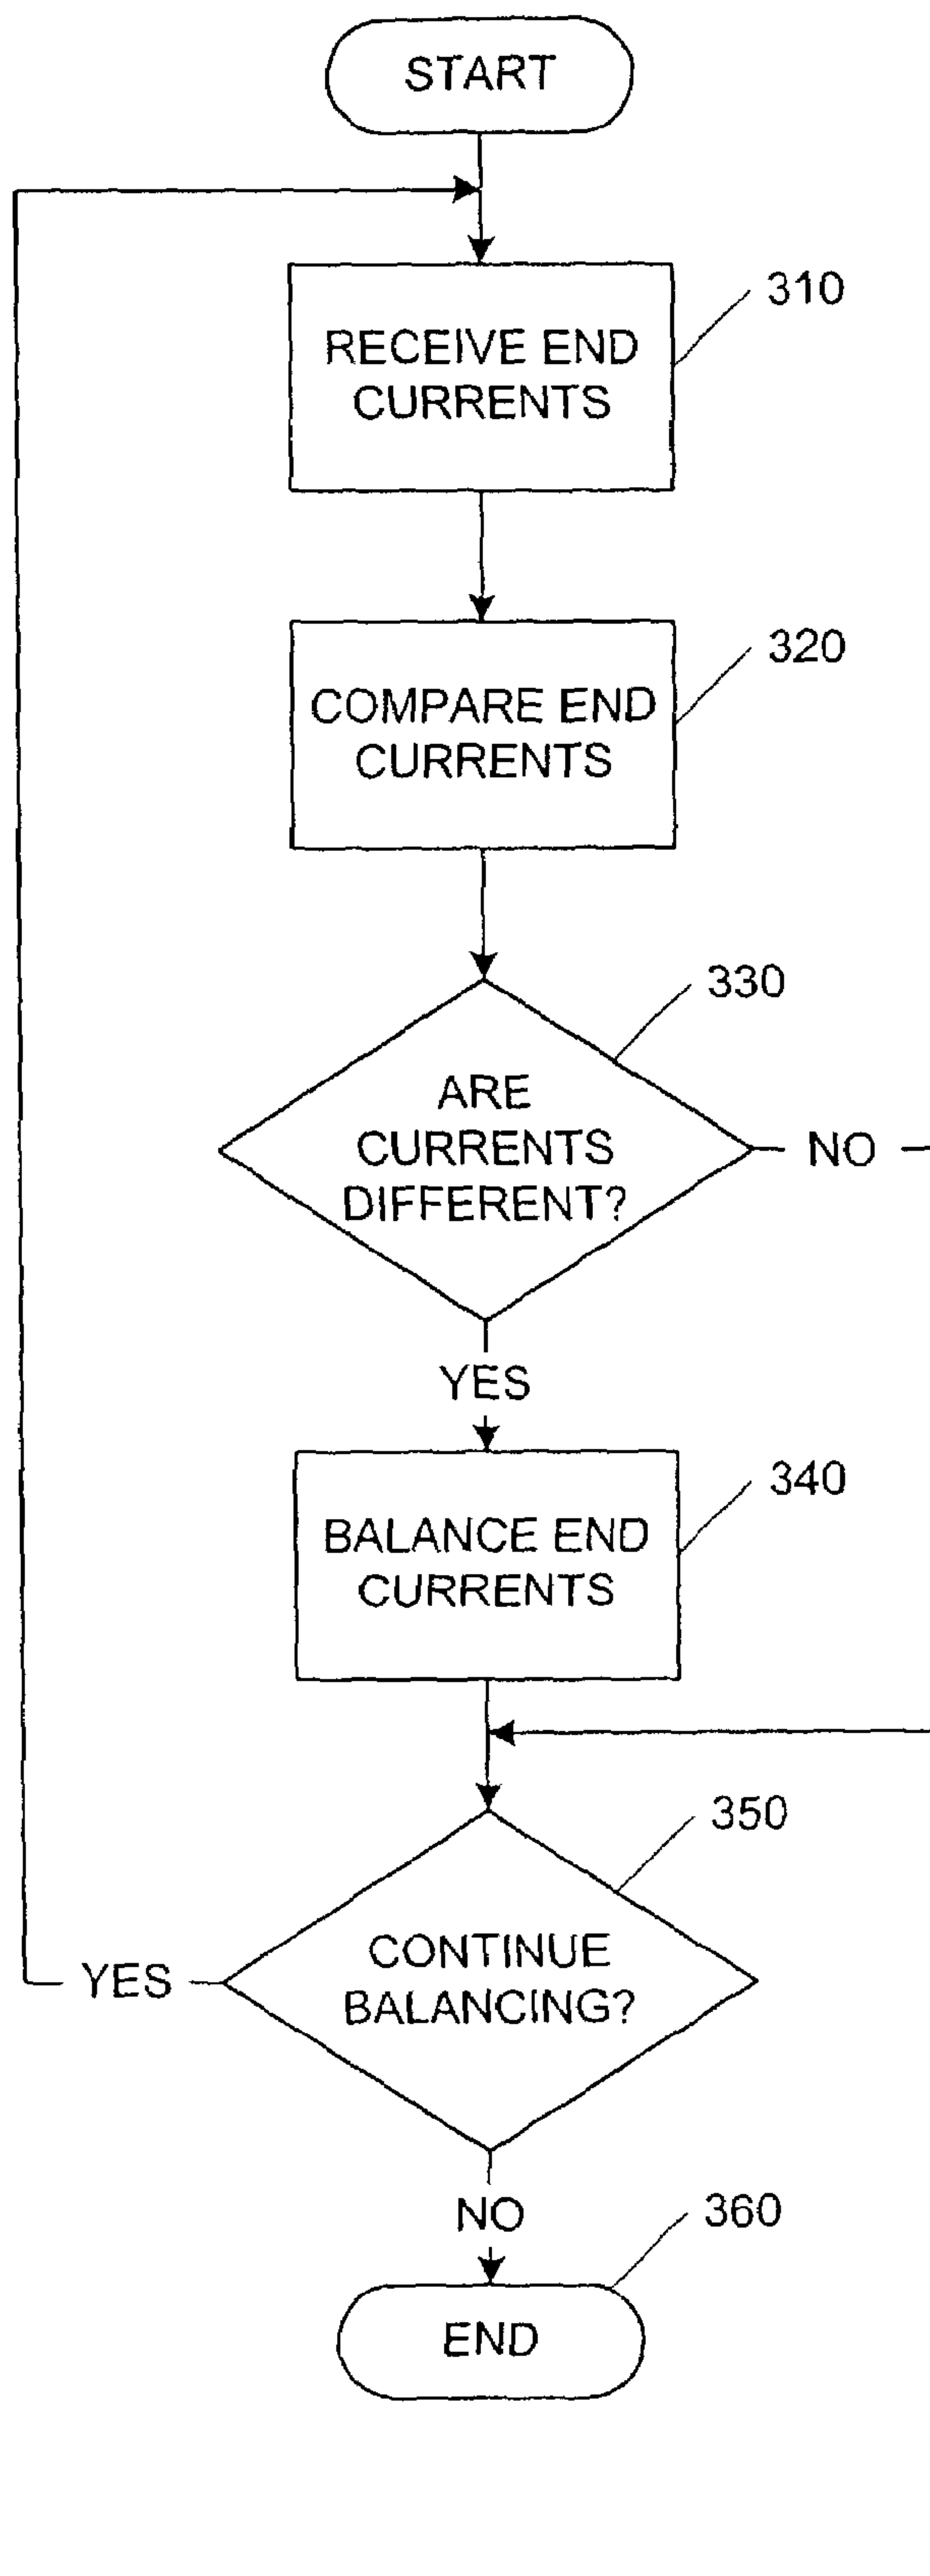 START
310
RECEIVE END
CURRENTS
320
COMPARE END
CURRENTS
330
ARE
CURRENTS
DIFFERENT?
NO
YES
340
BALANCE END
CURRENTS
350
CONTINUE
BALANCING?
YES
NO
360
END